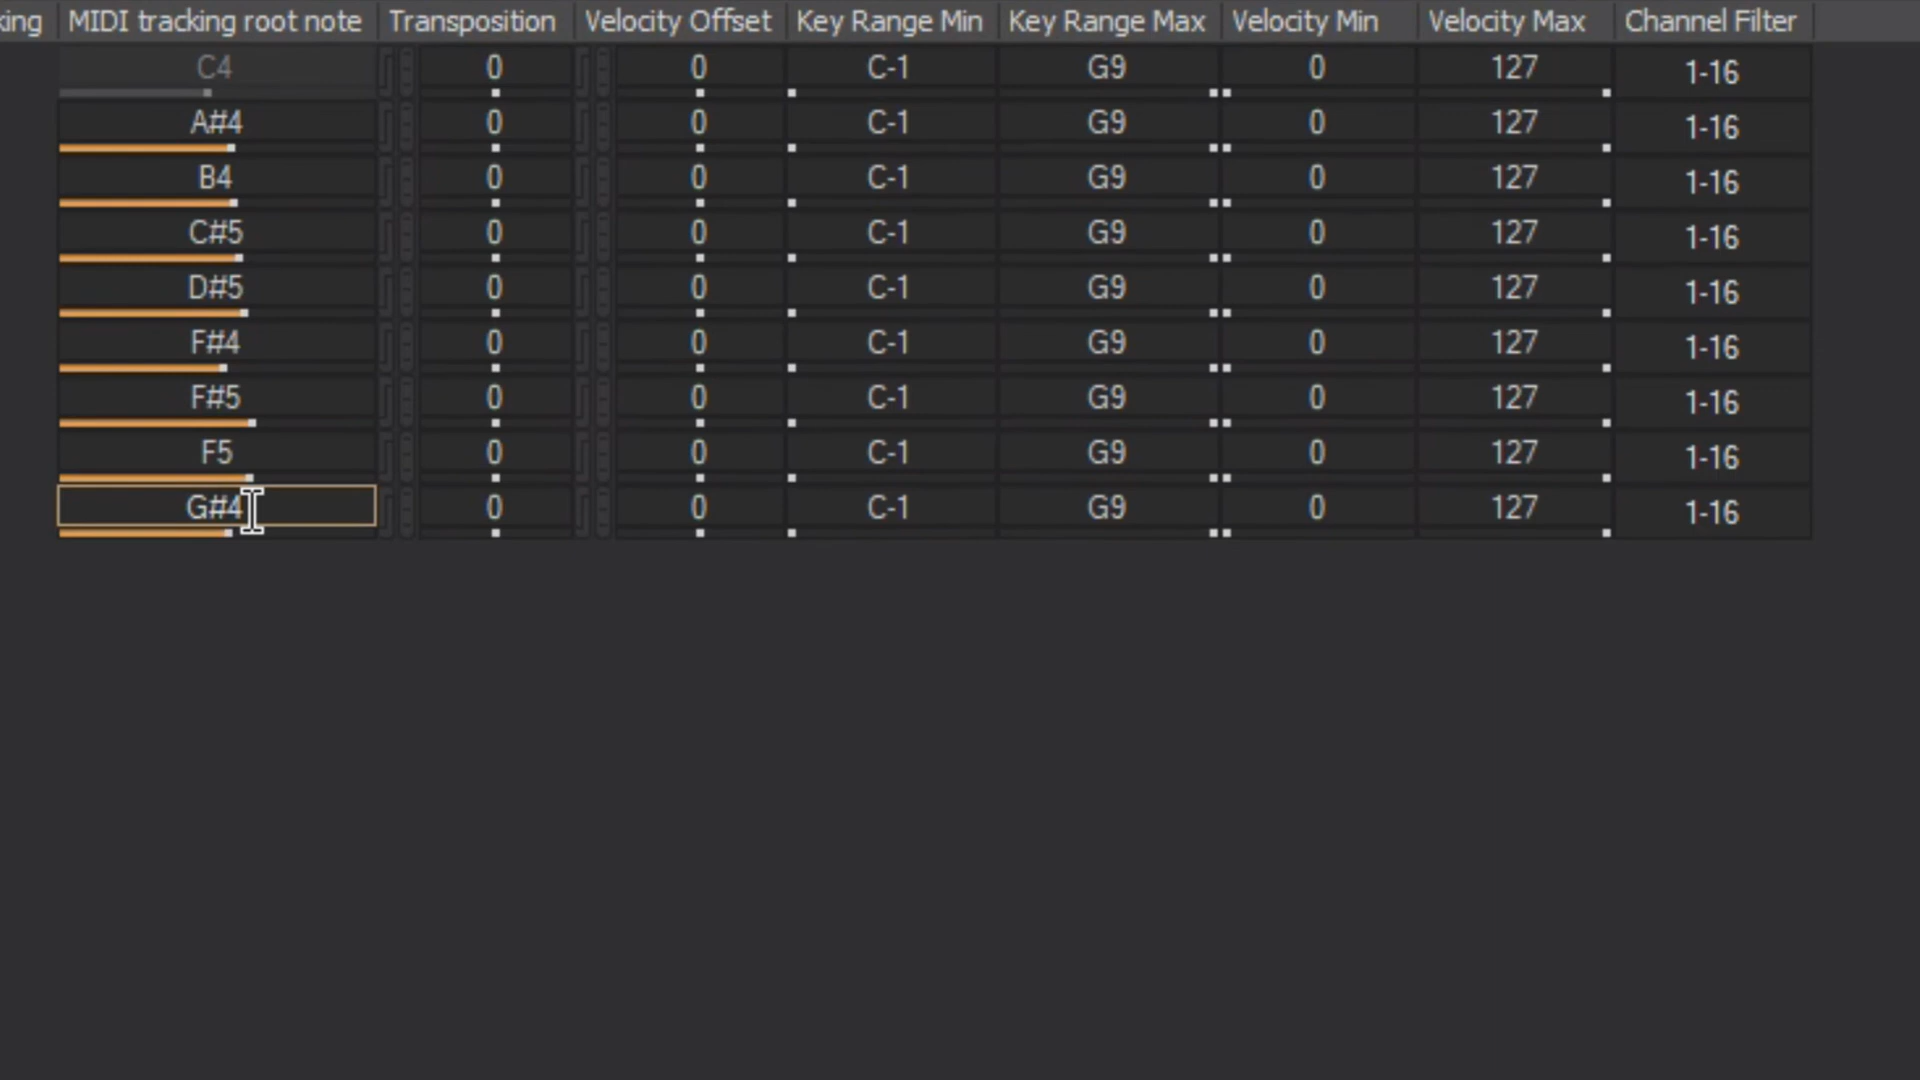 king MIDI tracking root note Transposition Velocity Offset Key Range Min Key Range Max Velocity Min Velocity Max Channel Filter
C4 0 0 C-1 G9 0 127 1-16
A#4 0 0 C-1 G9 0 127 1-16
B4 0 0 C-1 G9 0 127 1-16
C#5 0 0 C-1 G9 0 127 1-16
D#5 0 0 C-1 G9 0 127 1-16
F#4 0 0 C-1 G9 0 127 1-16
F#5 0 0 C-1 G9 0 127 1-16
F5 0 0 C-1 G9 0 127 1-16
G#4 0 0 C-1 G9 0 127 1-16